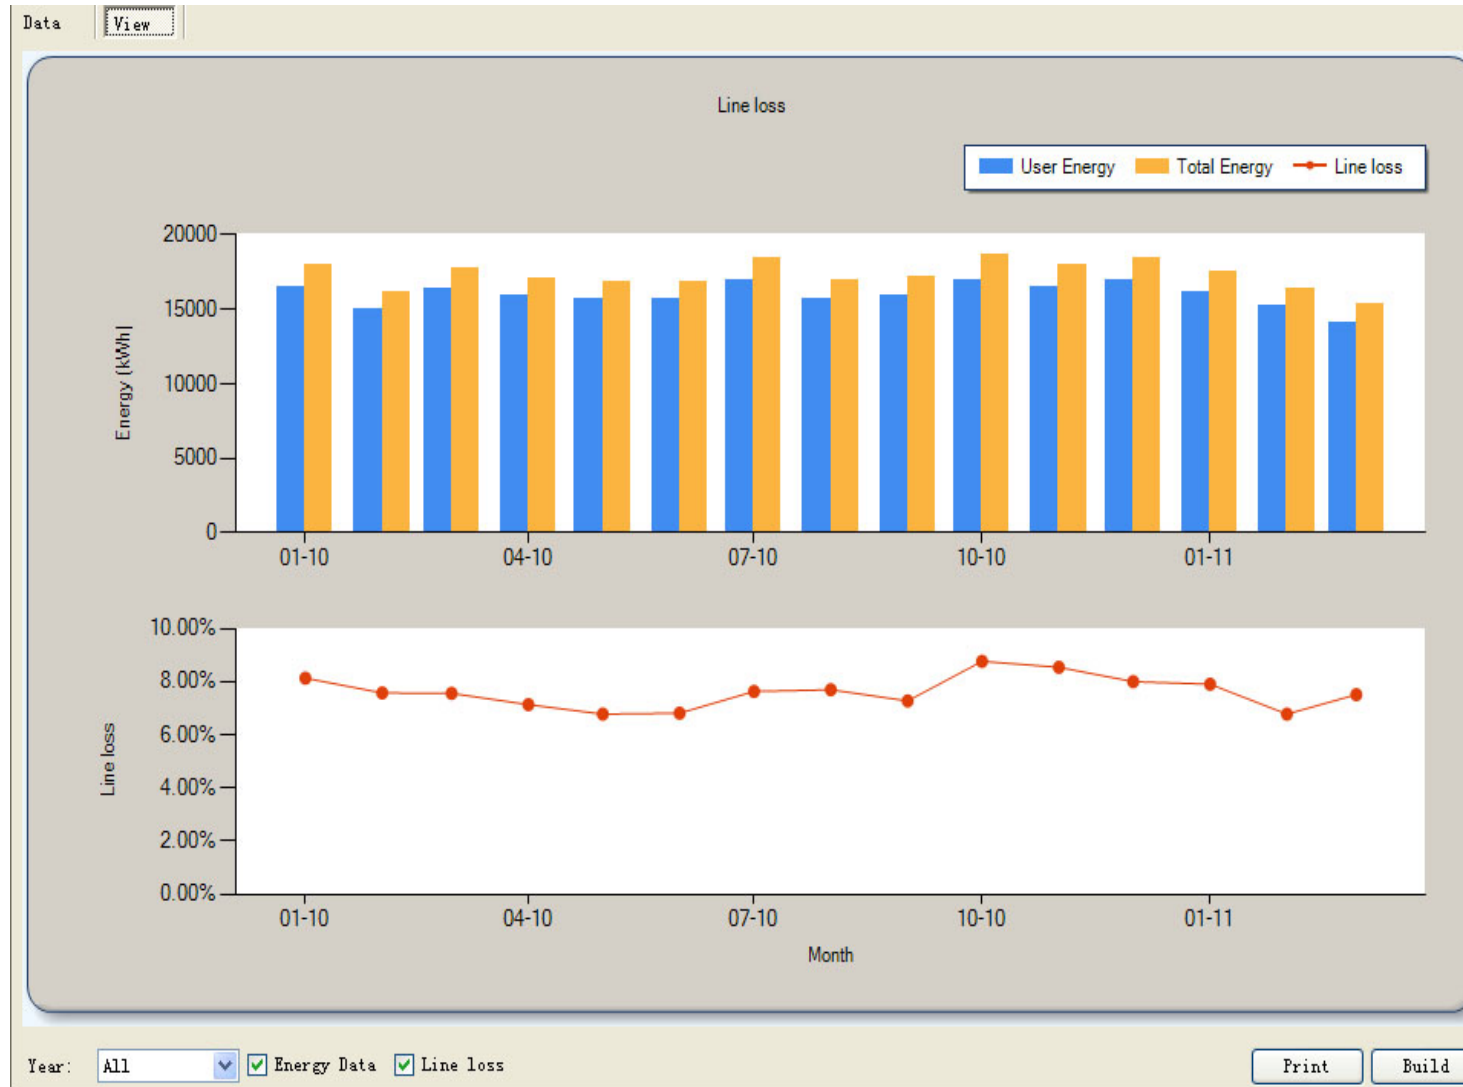 Data View
Line loss
User Energy Total Energy Line loss
20000
15000
10000
5000
0
Energy (kWh)
01-10 04-10 07-10 10-10 01-11
10.00%
8.00%
6.00%
4.00%
2.00%
0.00%
Line loss
01-10 04-10 07-10 10-10 01-11
Month
Year: All Energy Data Line loss Print Build